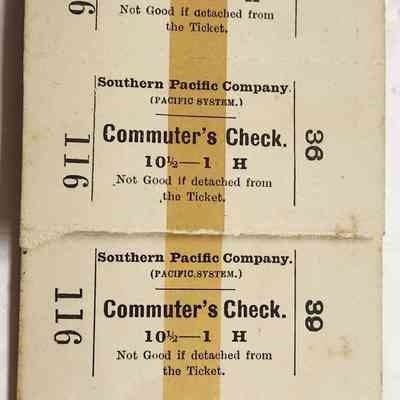 Not Good if detached from
the Ticket.
Southern Pacific Company.
(PACIFIC SYSTEM.)
116
Commuter's Check.
36
10½—1 H
Not Good if detached from
the Ticket.
Southern Pacific Company.
(PACIFIC SYSTEM.)
116
Commuter's Check.
10½—1 H
Not Good if detached from
the Ticket.